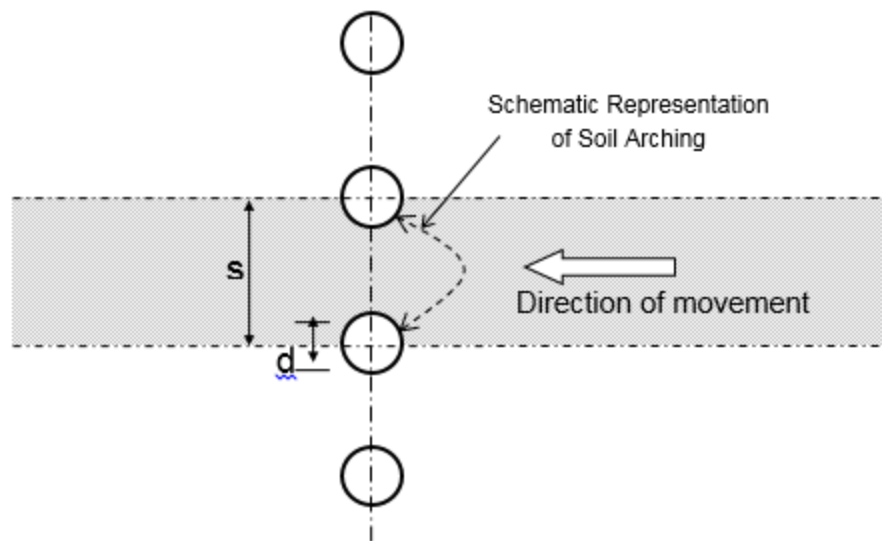 Schematic Representation
of Soil Arching
s
Direction of movement
d